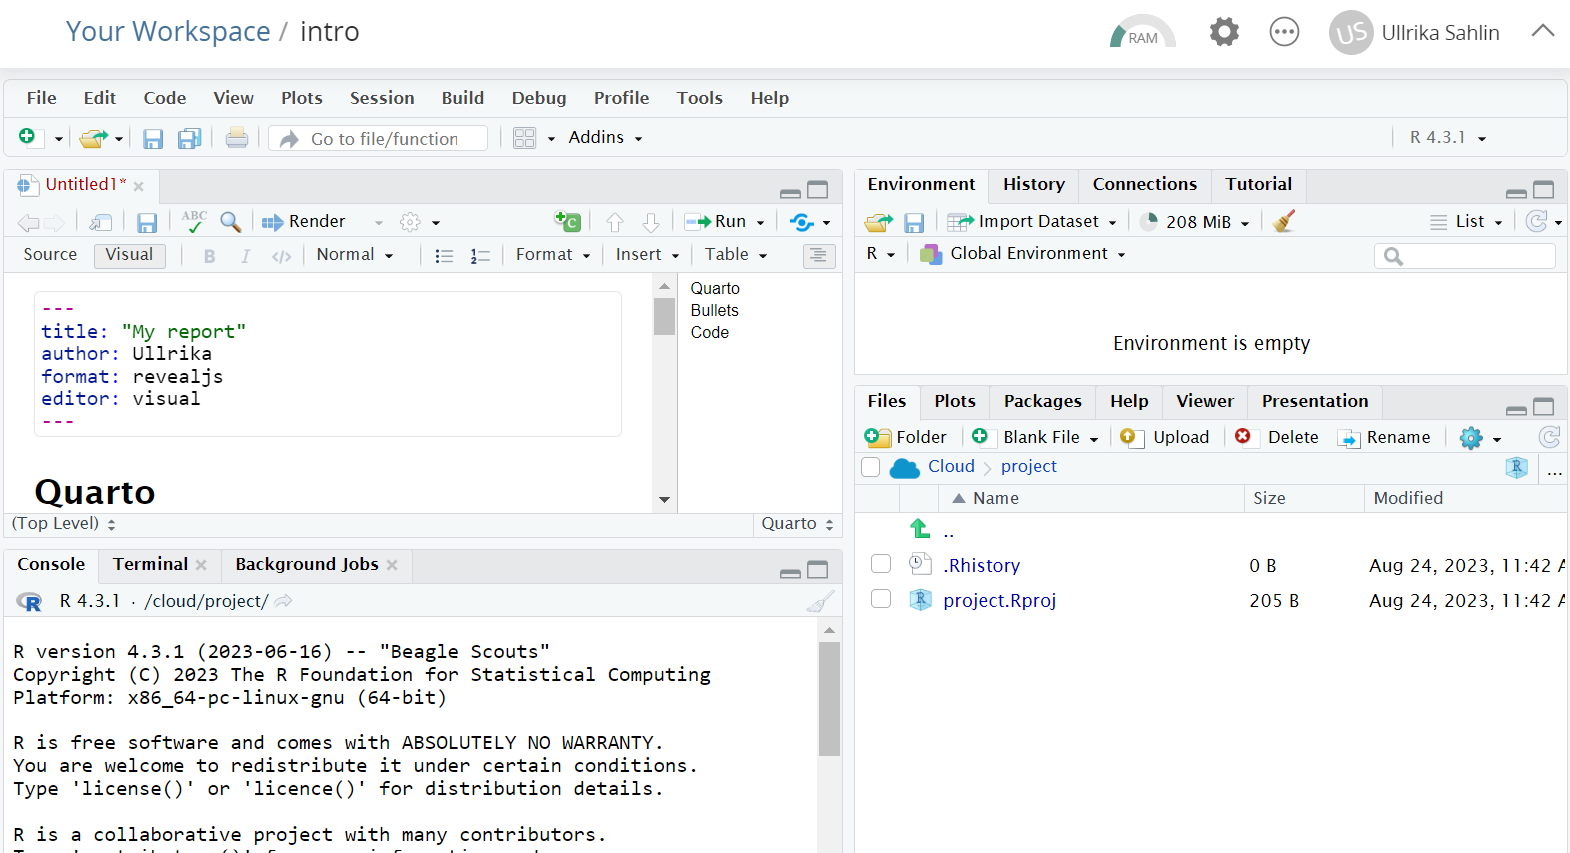 Your Workspace / intro
RAM
US
Ullrika Sahlin
File Edit Code View Plots Session Build Debug Profile Tools Help
Go to file/function
Addins
R 4.3.1
Untitled1*
ABC
Render
C
Run
Source
Visual
B I </>
Normal
Format
Insert
Table
---
title: "My report"
author: Ullrika
format: revealjs
editor: visual
---
Quarto
Quarto
Bullets
Code
(Top Level)
Quarto
Console
Terminal
Background Jobs
R R 4.3.1 · /cloud/project/
R version 4.3.1 (2023-06-16) -- "Beagle Scouts"
Copyright (C) 2023 The R Foundation for Statistical Computing
Platform: x86_64-pc-linux-gnu (64-bit)
R is free software and comes with ABSOLUTELY NO WARRANTY.
You are welcome to redistribute it under certain conditions.
Type 'license()' or 'licence()' for distribution details.
R is a collaborative project with many contributors.
Environment History Connections Tutorial
Import Dataset
208 MiB
List
R
Global Environment
Environment is empty
Files Plots Packages Help Viewer Presentation
Folder
Blank File
Upload
Delete
Rename
Cloud
project
R
...
Name Size Modified
..
.Rhistory 0 B Aug 24, 2023, 11:42 A
R project.Rproj 205 B Aug 24, 2023, 11:42 A